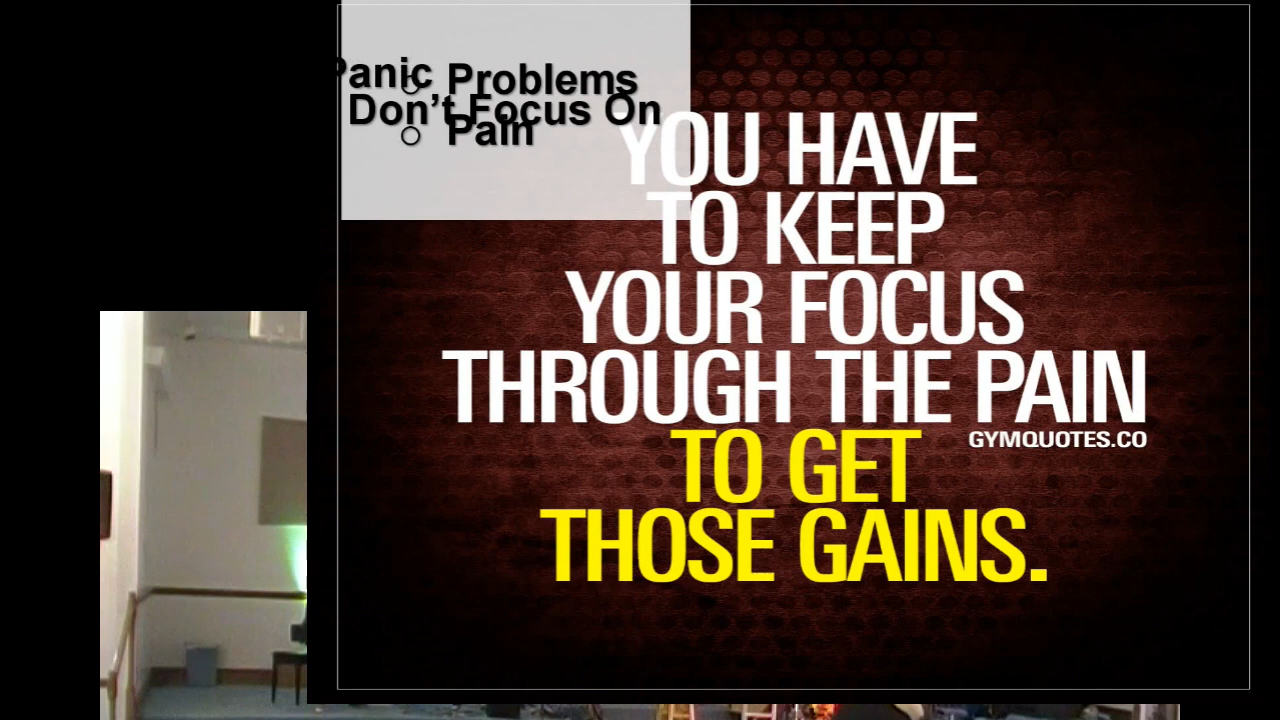 Panic
Problems
Don’t Focus On
Pain
YOU HAVE
TO KEEP
YOUR FOCUS
THROUGH THE PAIN
GYMQUOTES.CO
TO GET
THOSE GAINS.